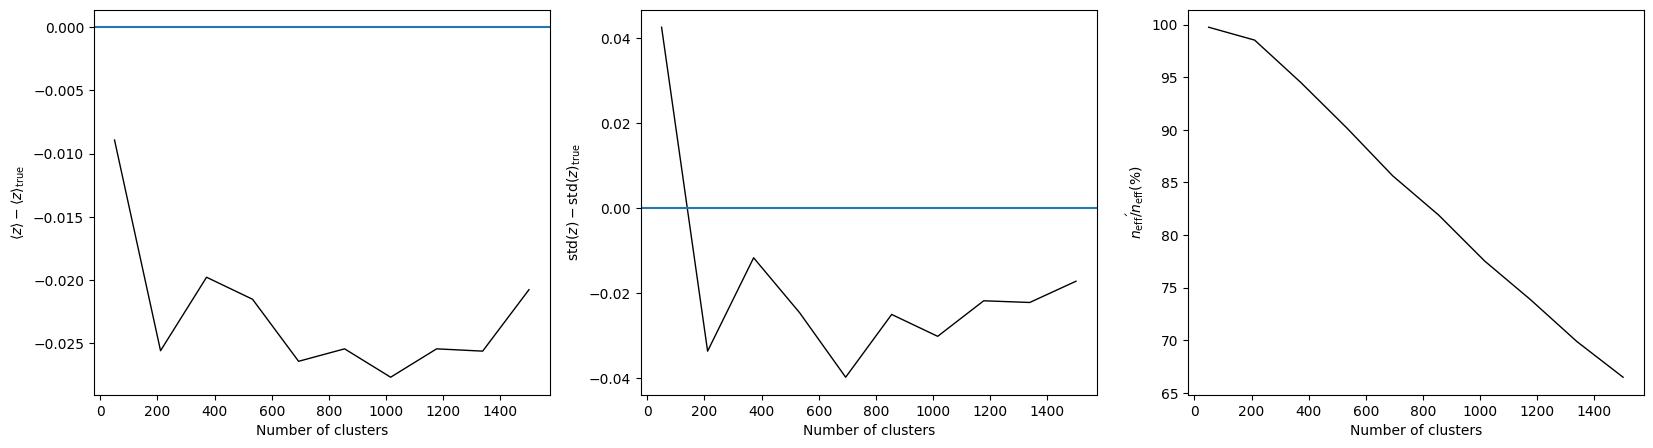 0.000
−0.005
−0.010
−0.015
−0.020
−0.025
⟨z⟩ − ⟨z⟩true
0 200 400 600 800 1000 1200 1400
Number of clusters
0.04
0.02
0.00
−0.02
−0.04
std(z) − std(z)true
0 200 400 600 800 1000 1200 1400
Number of clusters
100
95
90
85
80
75
70
65
n′eff/neff(%)
0 200 400 600 800 1000 1200 1400
Number of clusters